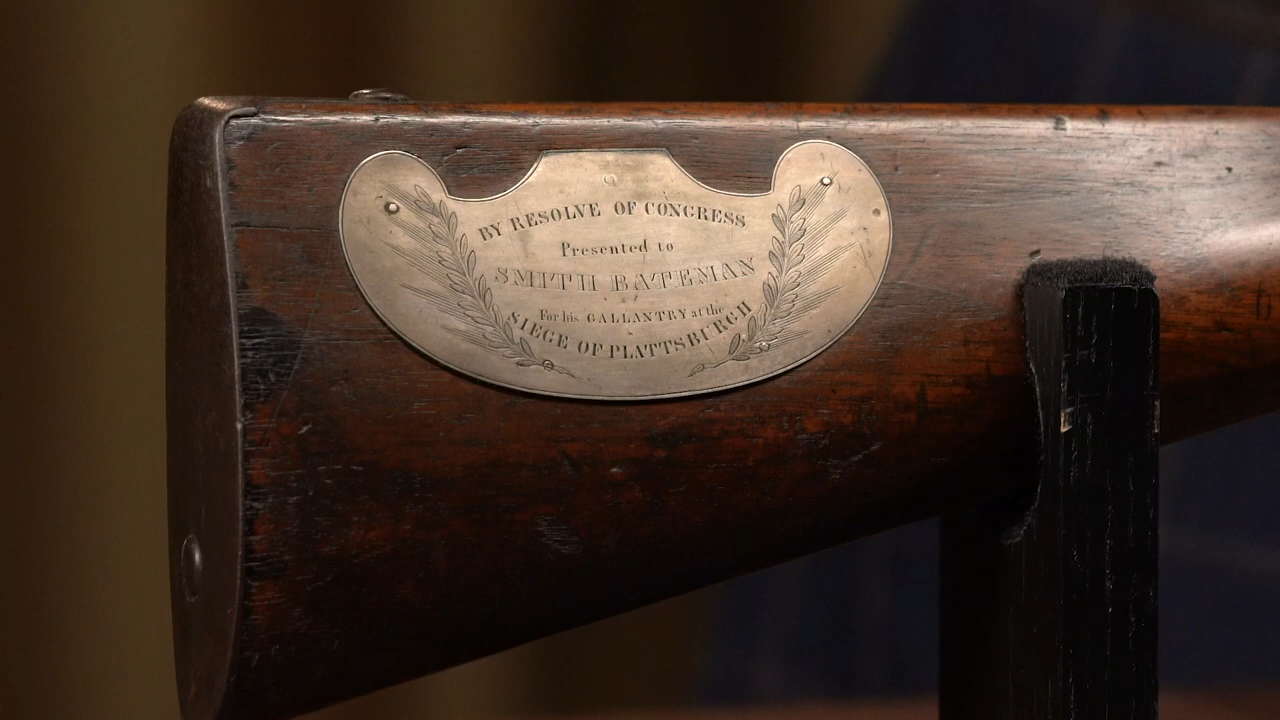 BY RESOLVE OF CONGRESS
Presented to
SMITH BATEMAN
For his GALLANTRY at the
SIEGE OF PLATTSBURGH